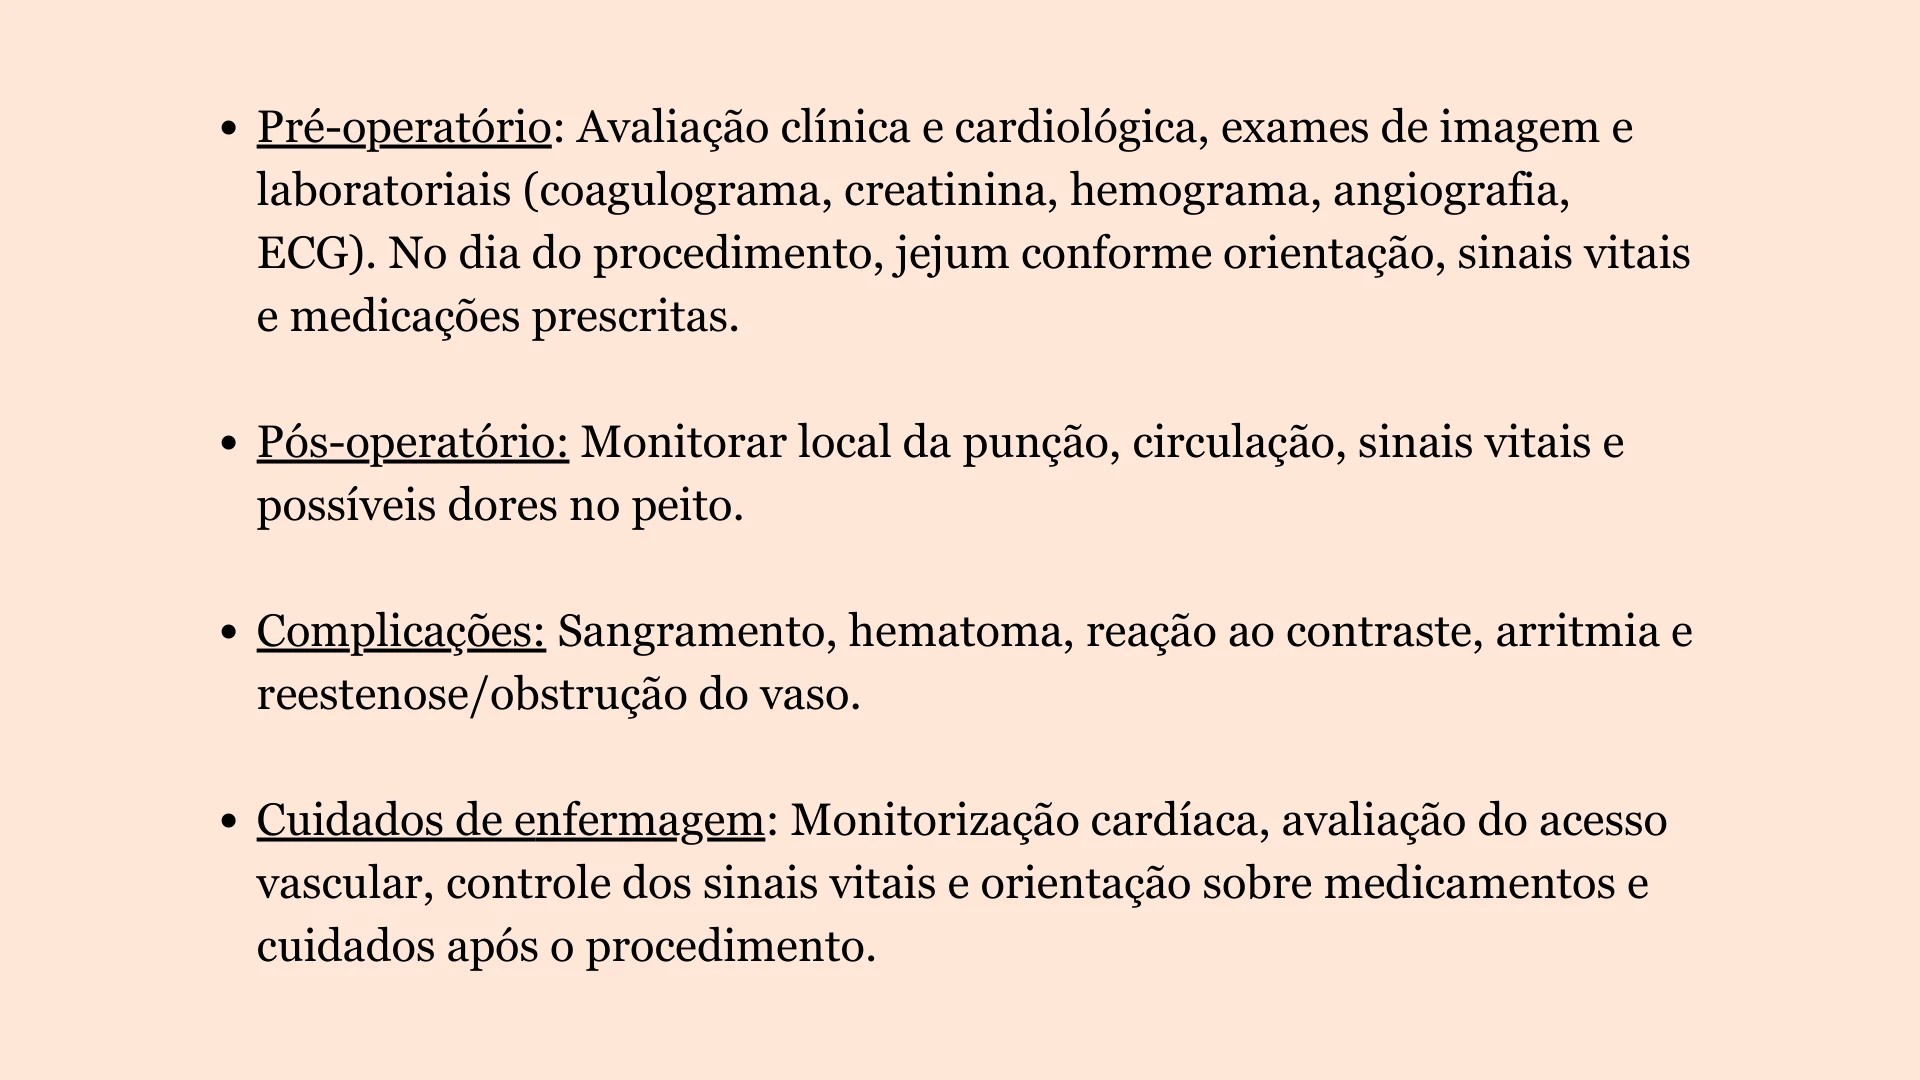 • Pré-operatório: Avaliação clínica e cardiológica, exames de imagem e
laboratoriais (coagulograma, creatinina, hemograma, angiografia,
ECG). No dia do procedimento, jejum conforme orientação, sinais vitais
e medicações prescritas.
• Pós-operatório: Monitorar local da punção, circulação, sinais vitais e
possíveis dores no peito.
• Complicações: Sangramento, hematoma, reação ao contraste, arritmia e
reestenose/obstrução do vaso.
• Cuidados de enfermagem: Monitorização cardíaca, avaliação do acesso
vascular, controle dos sinais vitais e orientação sobre medicamentos e
cuidados após o procedimento.